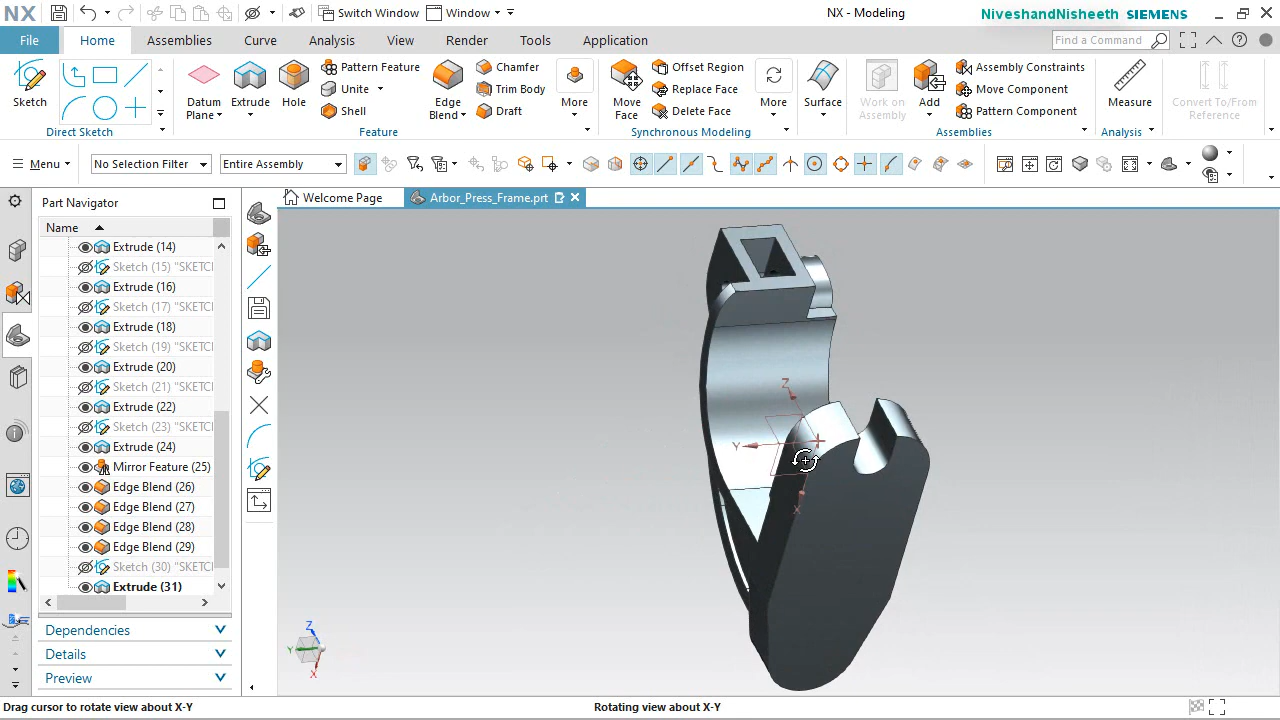 NX
Switch Window
Window
NX - Modeling
NiveshandNisheeth SIEMENS
File
Home
Assemblies
Curve
Analysis
View
Render
Tools
Application
Find a Command
Sketch
Direct Sketch
Datum Plane
Extrude
Hole
Pattern Feature
Unite
Shell
Feature
Edge Blend
Chamfer
Trim Body
Draft
More
Move Face
Offset Region
Replace Face
Delete Face
Synchronous Modeling
More
Surface
Work on Assembly
Add
Assembly Constraints
Move Component
Pattern Component
Assemblies
Measure
Analysis
Convert To/From Reference
Menu
No Selection Filter
Entire Assembly
Part Navigator
Name
Welcome Page
Arbor_Press_Frame.prt
Extrude (14)
Sketch (15) "SKETC
Extrude (16)
Sketch (17) "SKETC
Extrude (18)
Sketch (19) "SKETC
Extrude (20)
Sketch (21) "SKETC
Extrude (22)
Sketch (23) "SKETC
Extrude (24)
Mirror Feature (25)
Edge Blend (26)
Edge Blend (27)
Edge Blend (28)
Edge Blend (29)
Sketch (30) "SKETC
Extrude (31)
Dependencies
Details
Preview
Z
Y
X
Z
Y
X
Drag cursor to rotate view about X-Y
Rotating view about X-Y